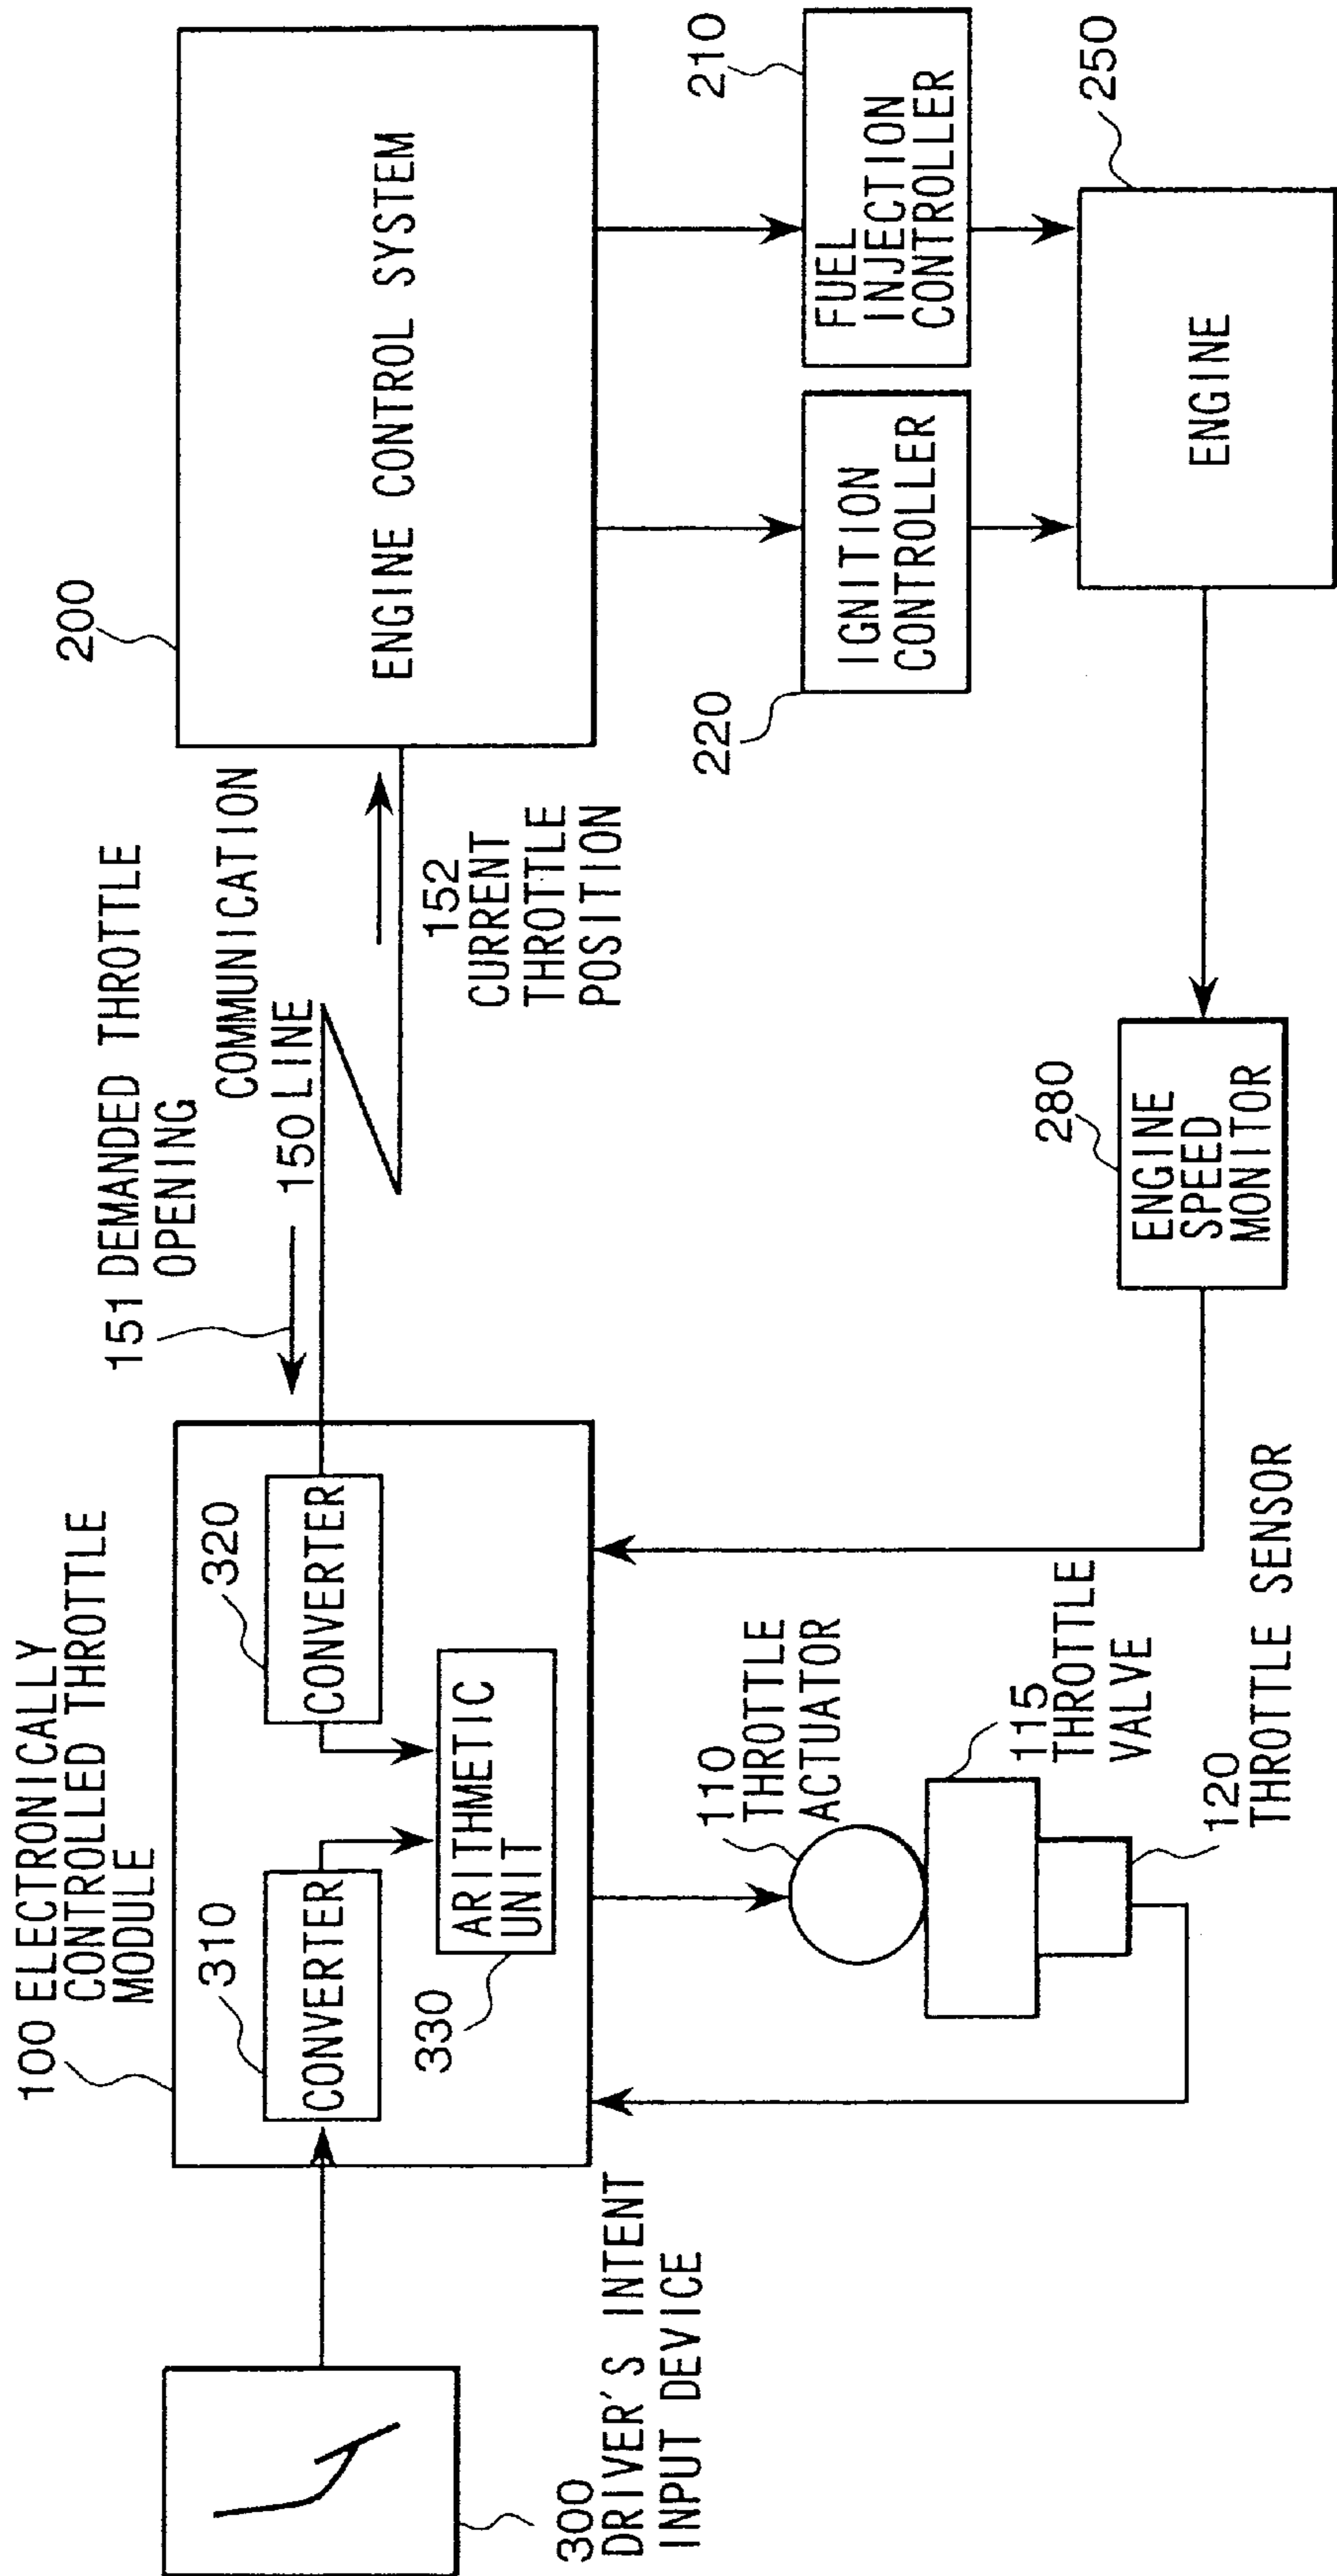 100 ELECTRONICALLY
CONTROLLED THROTTLE
MODULE
310
CONVERTER
320
CONVERTER
330
ARITHMETIC
UNIT
151 DEMANDED THROTTLE
OPENING
COMMUNICATION
150 LINE
152
CURRENT
THROTTLE
POSITION
200
ENGINE CONTROL SYSTEM
300
DRIVER'S INTENT
INPUT DEVICE
110
THROTTLE
ACTUATOR
115
THROTTLE
VALVE
120
THROTTLE SENSOR
280
ENGINE
SPEED
MONITOR
220
IGNITION
CONTROLLER
210
FUEL
INJECTION
CONTROLLER
250
ENGINE